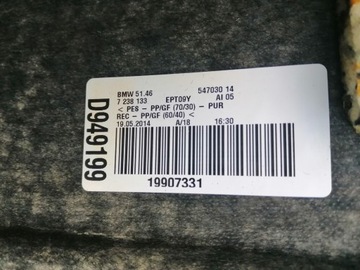 BMW 51.46 547030 14
7 238 133 EPT09Y AI 05
> PES - PP/GF (70/30) - PUR
REC - PP/GF (60/40) <
19.05.2014 A/18 16:30
D949199
19907331